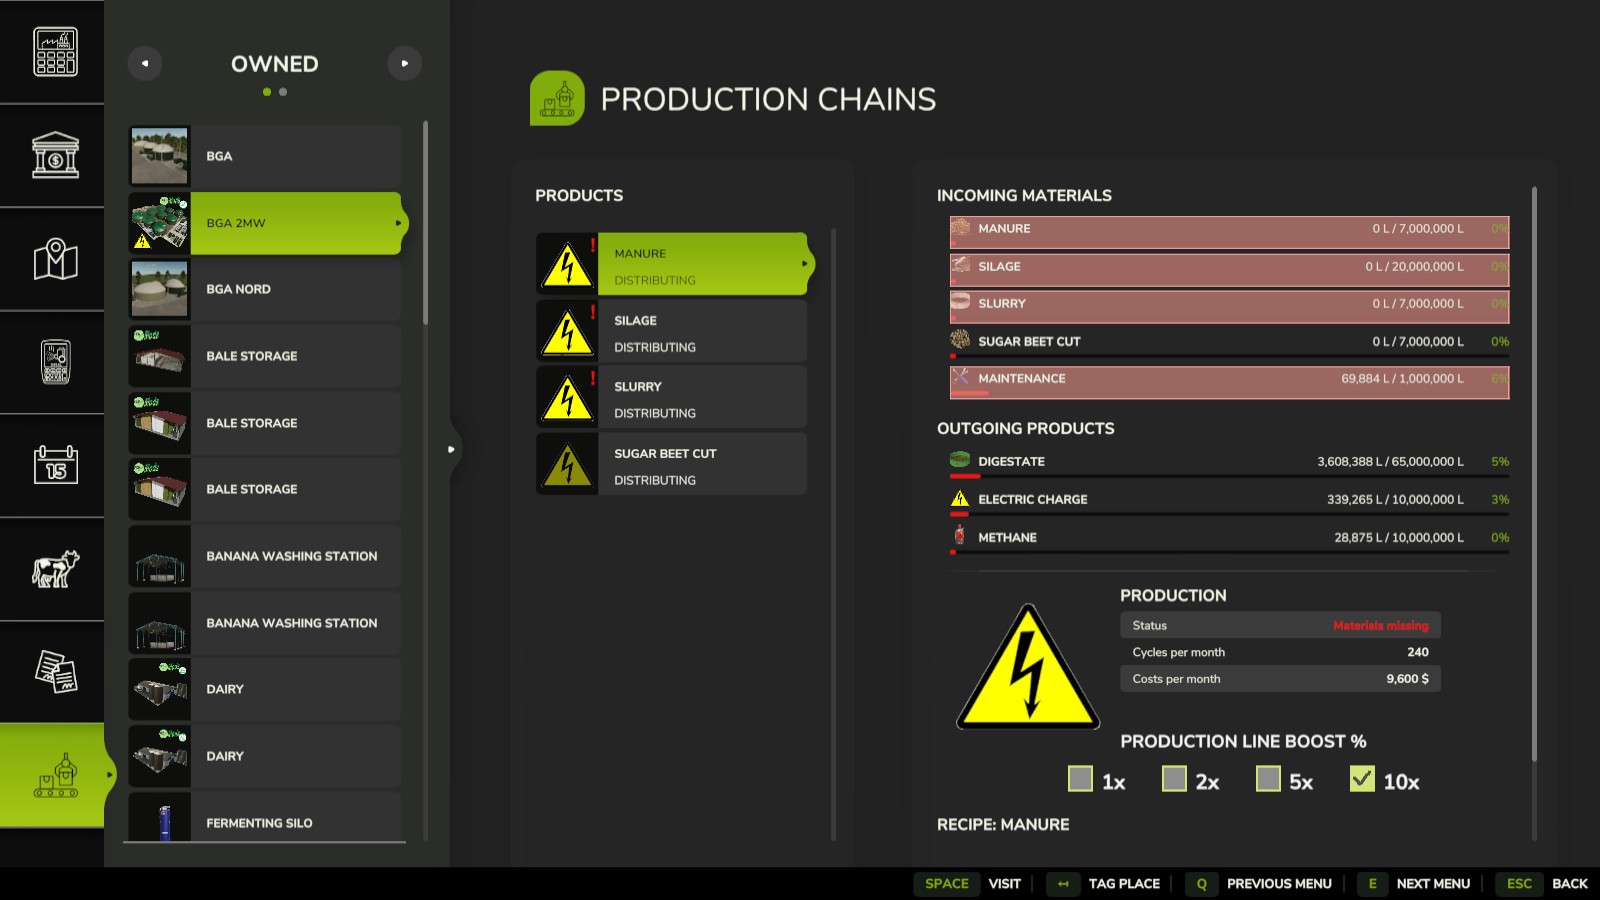 OWNED
BGA
BGA 2MW
BGA NORD
BALE STORAGE
BALE STORAGE
BALE STORAGE
BANANA WASHING STATION
BANANA WASHING STATION
DAIRY
DAIRY
FERMENTING SILO
15
PRODUCTION CHAINS
PRODUCTS
MANURE
DISTRIBUTING
SILAGE
DISTRIBUTING
SLURRY
DISTRIBUTING
SUGAR BEET CUT
DISTRIBUTING
INCOMING MATERIALS
MANURE 0 L / 7,000,000 L 0%
SILAGE 0 L / 20,000,000 L 0%
SLURRY 0 L / 7,000,000 L 0%
SUGAR BEET CUT 0 L / 7,000,000 L 0%
MAINTENANCE 69,884 L / 1,000,000 L 6%
OUTGOING PRODUCTS
DIGESTATE 3,608,388 L / 65,000,000 L 5%
ELECTRIC CHARGE 339,265 L / 10,000,000 L 3%
METHANE 28,875 L / 10,000,000 L 0%
PRODUCTION
Status Materials missing
Cycles per month 240
Costs per month 9,600 $
PRODUCTION LINE BOOST %
1x 2x 5x 10x
RECIPE: MANURE
SPACE VISIT TAG PLACE Q PREVIOUS MENU E NEXT MENU ESC BACK